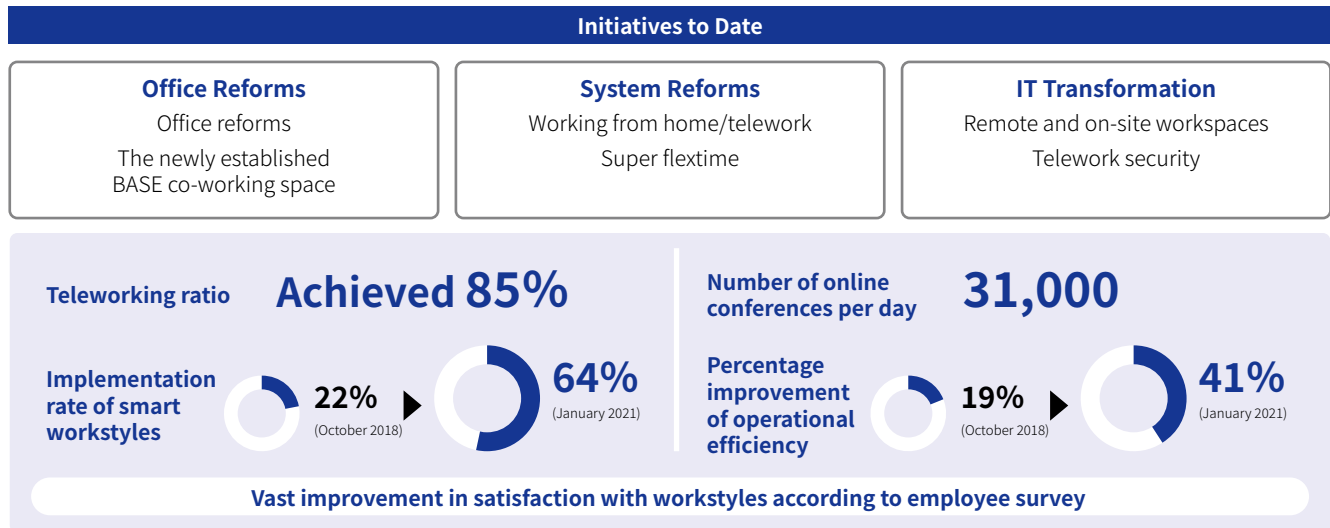 Initiatives to Date
Office Reforms
Office reforms
The newly established
BASE co-working space
System Reforms
Working from home/telework
Super flextime
IT Transformation
Remote and on-site workspaces
Telework security
Teleworking ratio
Achieved 85%
Implementation
rate of smart
workstyles
22%
(October 2018)
64%
(January 2021)
Number of online
conferences per day
31,000
Percentage
improvement
of operational
efficiency
19%
(October 2018)
41%
(January 2021)
Vast improvement in satisfaction with workstyles according to employee survey